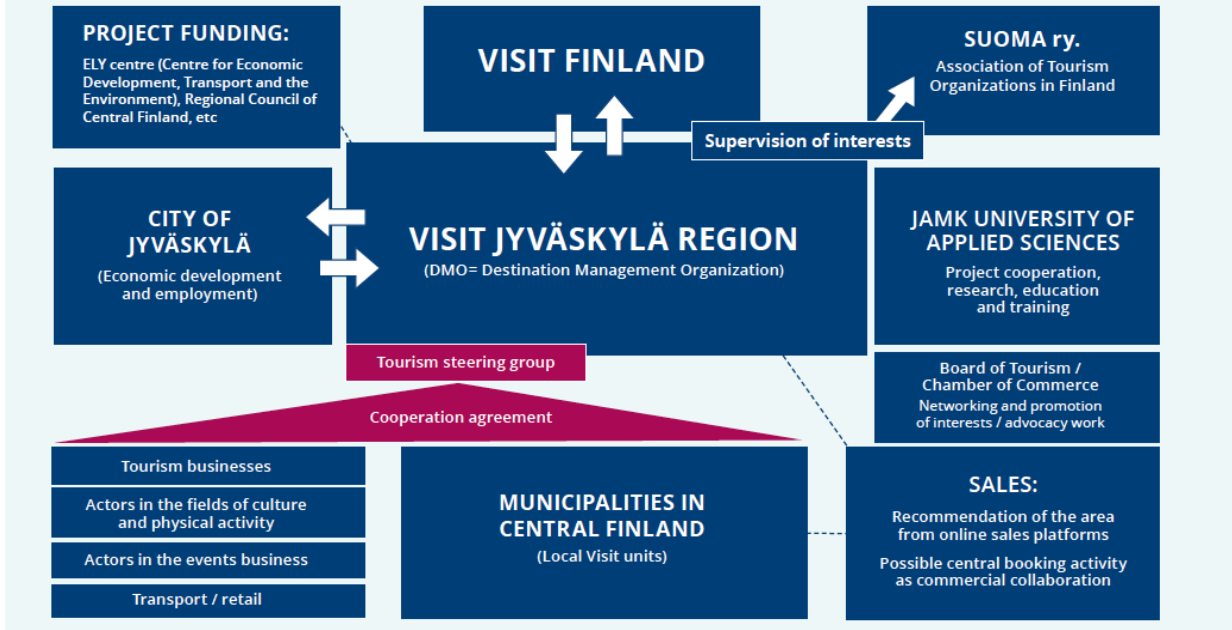 PROJECT FUNDING:
ELY centre (Centre for Economic
Development, Transport and the
Environment), Regional Council of
Central Finland, etc
VISIT FINLAND
SUOMA ry.
Association of Tourism
Organizations in Finland
Supervision of interests
CITY OF
JYVÄSKYLÄ
(Economic development
and employment)
VISIT JYVÄSKYLÄ REGION
(DMO= Destination Management Organization)
JAMK UNIVERSITY OF
APPLIED SCIENCES
Project cooperation,
research, education
and training
Tourism steering group
Cooperation agreement
Board of Tourism /
Chamber of Commerce
Networking and promotion
of interests / advocacy work
Tourism businesses
Actors in the fields of culture
and physical activity
Actors in the events business
Transport / retail
MUNICIPALITIES IN
CENTRAL FINLAND
(Local Visit units)
SALES:
Recommendation of the area
from online sales platforms
Possible central booking activity
as commercial collaboration